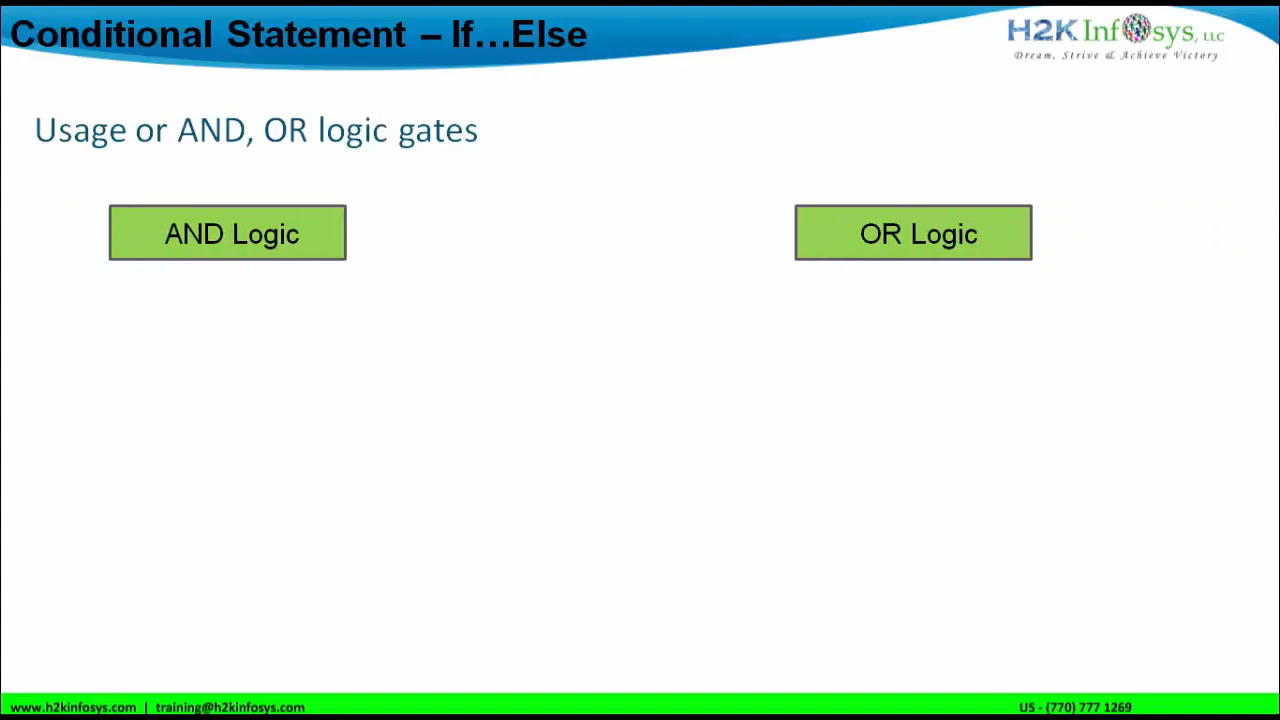 Conditional Statement – If…Else
H2K Infosys, LLC
Dream, Strive & Achieve Victory
Usage or AND, OR logic gates
AND Logic
OR Logic
www.h2kinfosys.com | training@h2kinfosys.com
US - (770) 777 1269